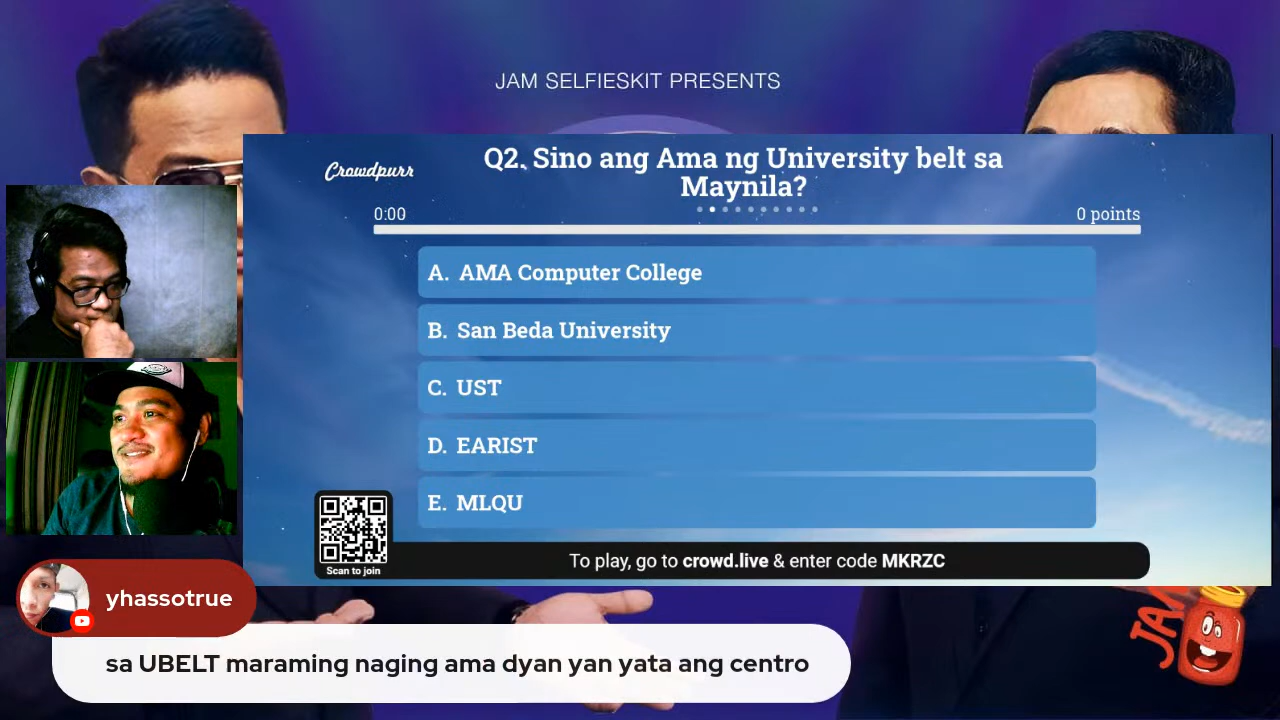 JAM SELFIESKIT PRESENTS
Crowdpurr
Q2. Sino ang Ama ng University belt sa
Maynila?
0:00
0 points
A. AMA Computer College
B. San Beda University
C. UST
D. EARIST
E. MLQU
Scan to join
To play, go to crowd.live & enter code MKRZC
yhassotrue
sa UBELT maraming naging ama dyan yan yata ang centro
JAM